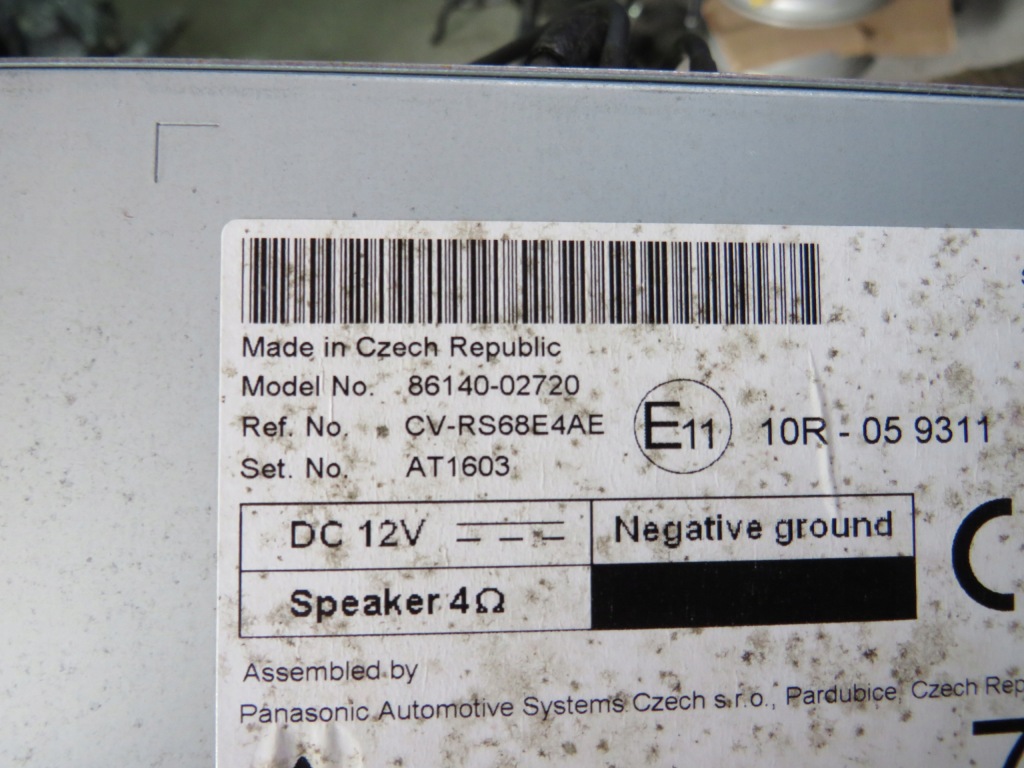 Made in Czech Republic
Model No. 86140-02720
Ref. No. CV-RS68E4AE
Set. No. AT1603
E11 10R - 05 9311
DC 12V
Negative ground
Speaker 4Ω
Assembled by
Panasonic Automotive Systems Czech s.r.o., Pardubice, Czech Rep
7